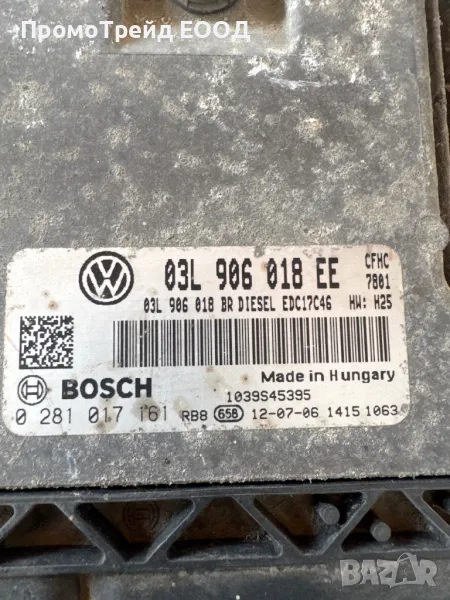 ПромоТрейд ЕООД
03L 906 018 EE CFHC
7801
03L 906 018 BR DIESEL EDC17C46 HW: H25
Made in Hungary
BOSCH
1039S45395
0 281 017 161 RB8 658 12-07-06 1415 1063
BAZAR